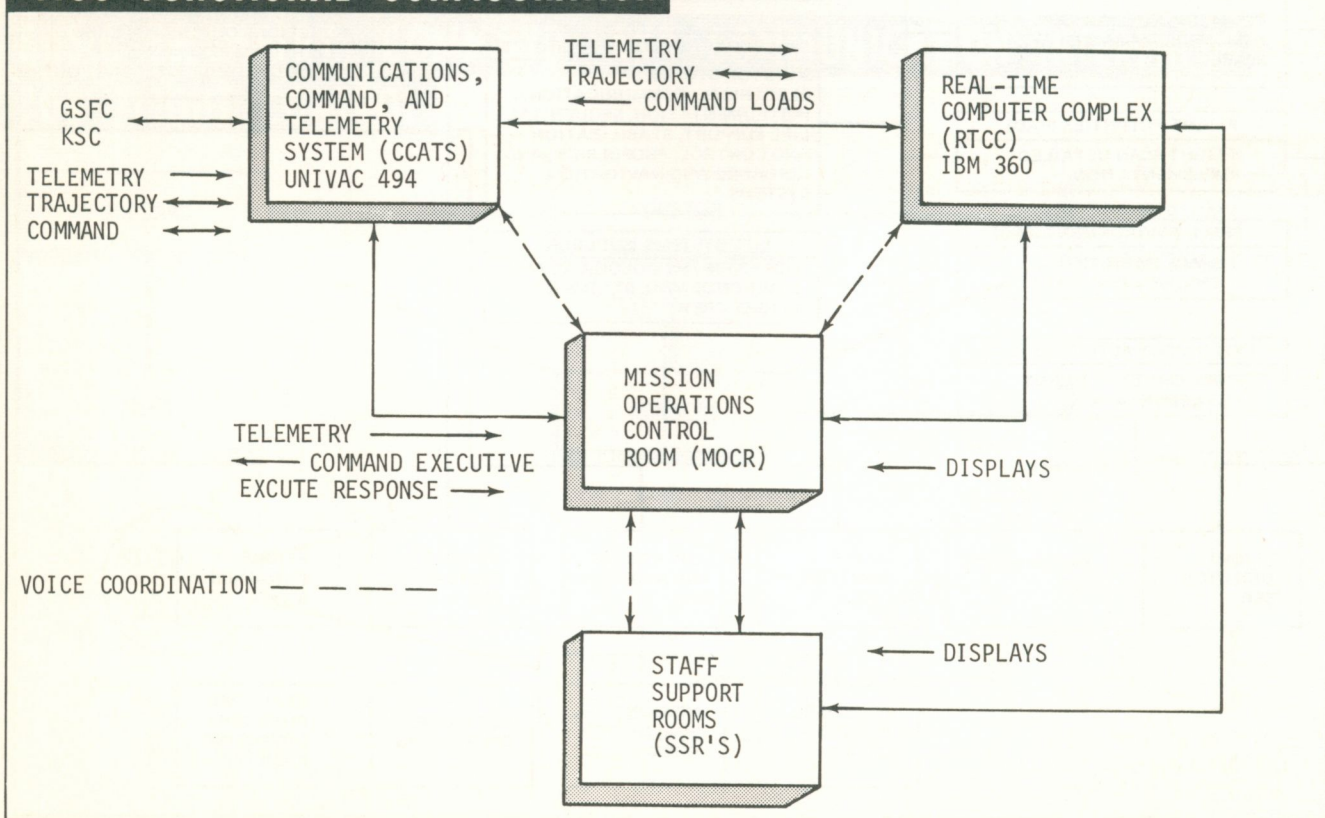 FUNCTIONAL CONFIGURATION
COMMUNICATIONS,
COMMAND, AND
TELEMETRY
SYSTEM (CCATS)
UNIVAC 494
TELEMETRY
TRAJECTORY
COMMAND LOADS
REAL-TIME
COMPUTER COMPLEX
(RTCC)
IBM 360
GSFC
KSC
TELEMETRY
TRAJECTORY
COMMAND
MISSION
OPERATIONS
CONTROL
ROOM (MOCR)
TELEMETRY
COMMAND EXECUTIVE
EXCUTE RESPONSE
DISPLAYS
VOICE COORDINATION
STAFF
SUPPORT
ROOMS
(SSR'S)
DISPLAYS